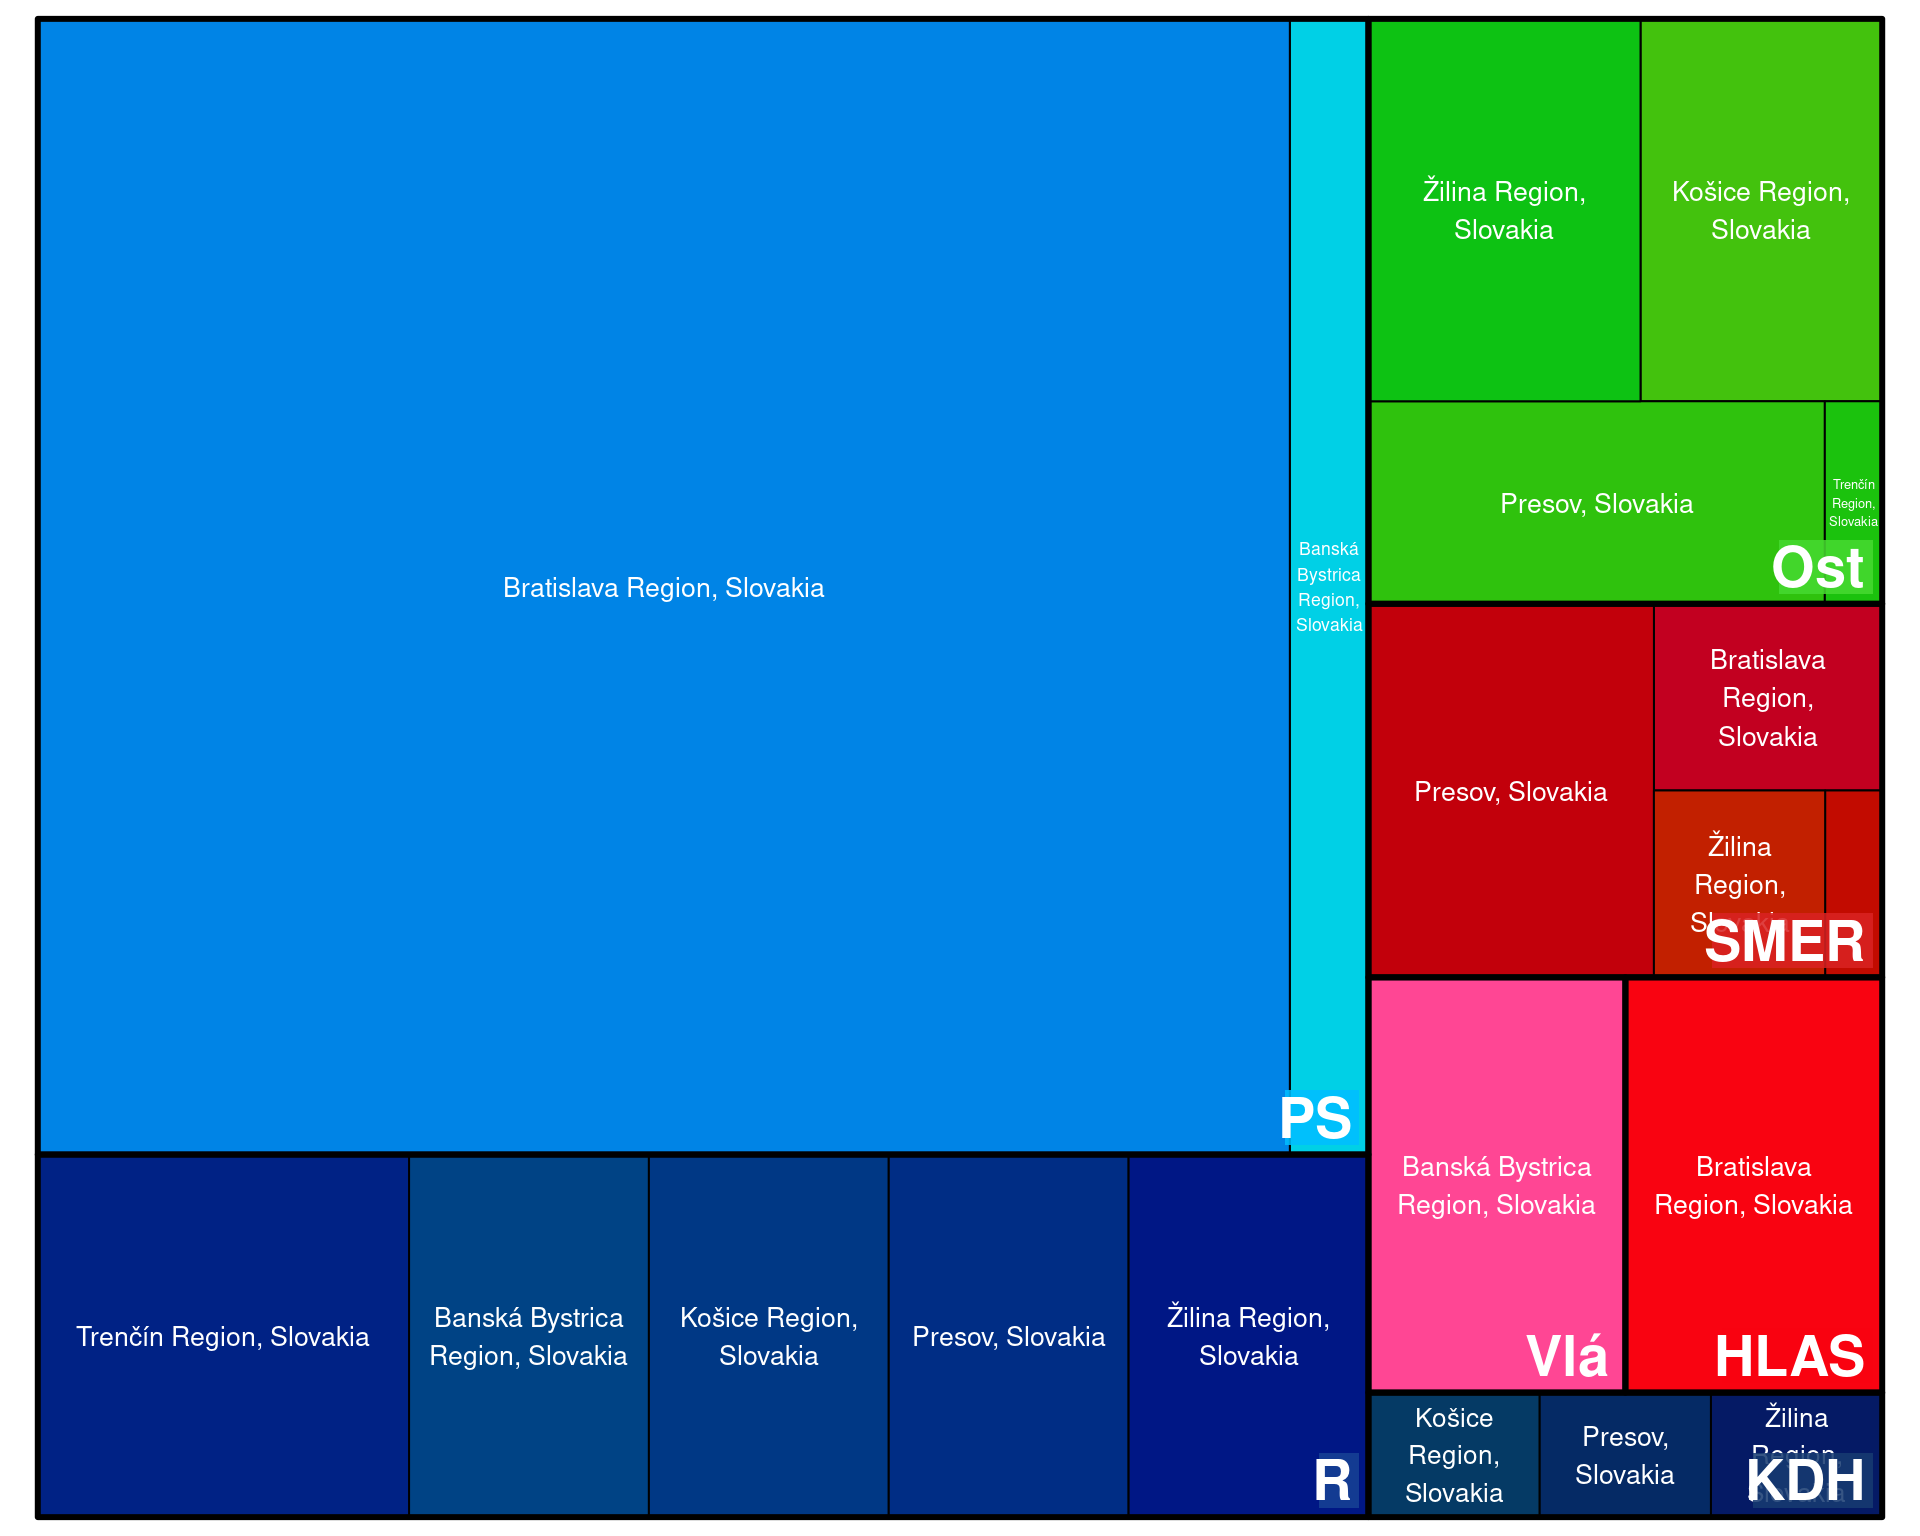 Bratislava Region, Slovakia
Banská
Bystrica
Region,
Slovakia
PS
Trenčín Region, Slovakia
Banská Bystrica
Region, Slovakia
Košice Region,
Slovakia
Presov, Slovakia
Žilina Region,
Slovakia
R
Žilina Region,
Slovakia
Košice Region,
Slovakia
Presov, Slovakia
Trenčín
Region,
Slovakia
Ost
Presov, Slovakia
Bratislava
Region,
Slovakia
Žilina
Region,
Slovakia
SMER
Banská Bystrica
Region, Slovakia
Vlá
Bratislava
Region, Slovakia
HLAS
Košice
Region,
Slovakia
Presov,
Slovakia
Žilina
Region,
Slovakia
KDH